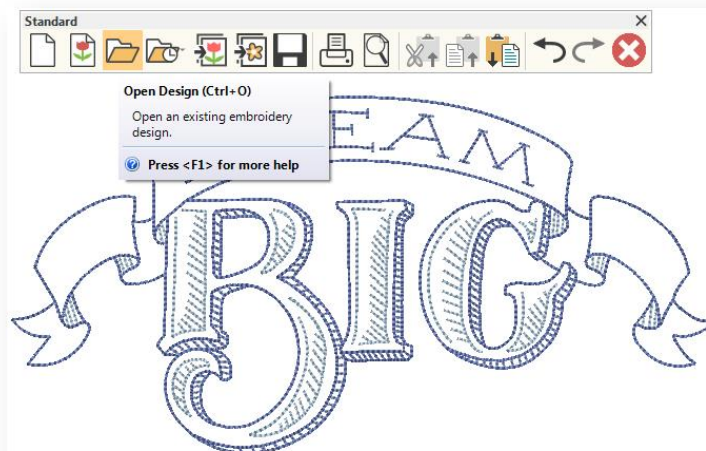 Standard
Open Design (Ctrl+O)
Open an existing embroidery
design.
Press <F1> for more help
EAM
BIG